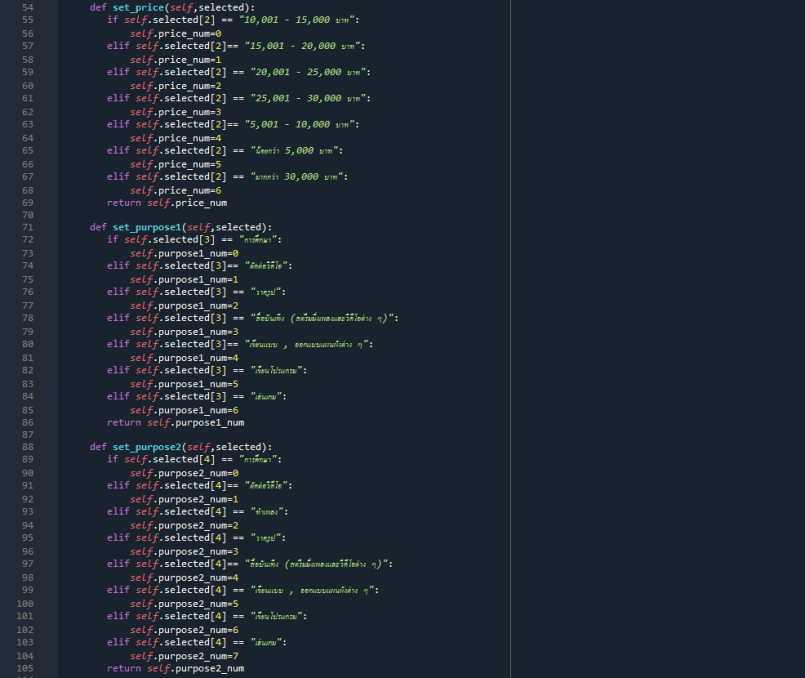 54 def set_price(self,selected):
55 if self.selected[2] == "10,001 - 15,000 บาท":
56 self.price_num=0
57 elif self.selected[2]== "15,001 - 20,000 บาท":
58 self.price_num=1
59 elif self.selected[2] == "20,001 - 25,000 บาท":
60 self.price_num=2
61 elif self.selected[2] == "25,001 - 30,000 บาท":
62 self.price_num=3
63 elif self.selected[2]== "5,001 - 10,000 บาท":
64 self.price_num=4
65 elif self.selected[2] == "น้อยกว่า 5,000 บาท":
66 self.price_num=5
67 elif self.selected[2] == "มากกว่า 30,000 บาท":
68 self.price_num=6
69 return self.price_num
70
71 def set_purpose1(self,selected):
72 if self.selected[3] == "การศึกษา":
73 self.purpose1_num=0
74 elif self.selected[3]== "ตัดต่อวิดีโอ":
75 self.purpose1_num=1
76 elif self.selected[3] == "วาดรูป":
77 self.purpose1_num=2
78 elif self.selected[3] == "สื่อบันเทิง (สตรีมมิ่งเพลงและวิดีโอต่าง ๆ)":
79 self.purpose1_num=3
80 elif self.selected[3]== "เขียนแบบ , ออกแบบแผนผังต่าง ๆ":
81 self.purpose1_num=4
82 elif self.selected[3] == "เขียนโปรแกรม":
83 self.purpose1_num=5
84 elif self.selected[3] == "เล่นเกม":
85 self.purpose1_num=6
86 return self.purpose1_num
87
88 def set_purpose2(self,selected):
89 if self.selected[4] == "การศึกษา":
90 self.purpose2_num=0
91 elif self.selected[4]== "ตัดต่อวิดีโอ":
92 self.purpose2_num=1
93 elif self.selected[4] == "ทำเพลง":
94 self.purpose2_num=2
95 elif self.selected[4] == "วาดรูป":
96 self.purpose2_num=3
97 elif self.selected[4]== "สื่อบันเทิง (สตรีมมิ่งเพลงและวิดีโอต่าง ๆ)":
98 self.purpose2_num=4
99 elif self.selected[4] == "เขียนแบบ , ออกแบบแผนผังต่าง ๆ":
100 self.purpose2_num=5
101 elif self.selected[4] == "เขียนโปรแกรม":
102 self.purpose2_num=6
103 elif self.selected[4] == "เล่นเกม":
104 self.purpose2_num=7
105 return self.purpose2_num